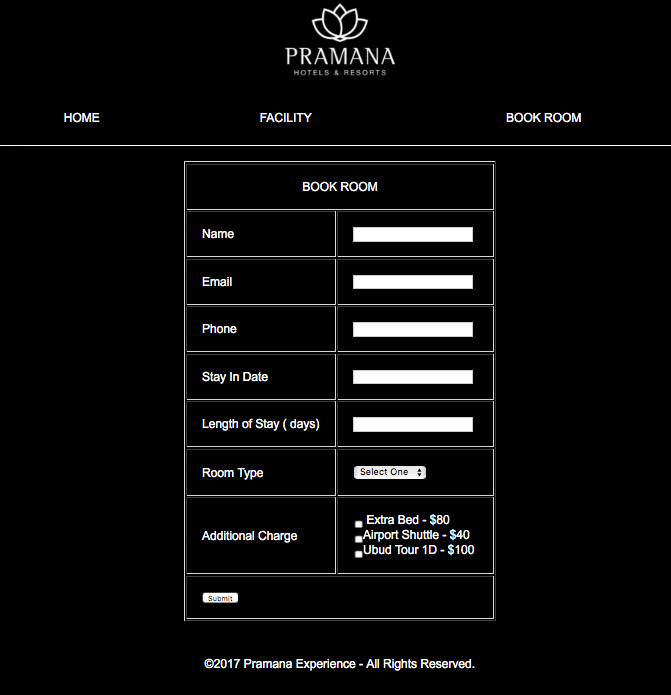 PRAMANA
HOTELS & RESORTS
HOME FACILITY BOOK ROOM
BOOK ROOM
Name
Email
Phone
Stay In Date
Length of Stay ( days)
Room Type Select One
Additional Charge
Extra Bed - $80
Airport Shuttle - $40
Ubud Tour 1D - $100
Submit
©2017 Pramana Experience - All Rights Reserved.